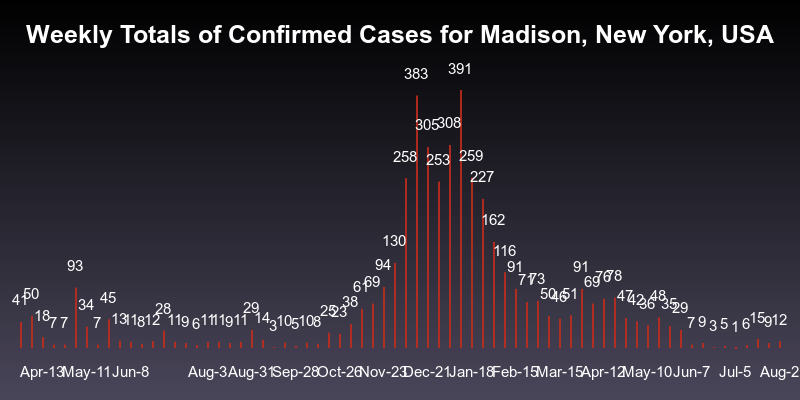 Weekly Totals of Confirmed Cases for Madison, New York, USA
41 50 18 7 7 93 34 7 45 13 11 8 12 28 11 9 6 11 11 9 11 29 14 3 10 5 10 8 25 23 38 61 69 94 130 258 383 305 253 308 391 259 227 162 116 91 71 73 50 46 51 91 69 76 78 47 42 36 48 35 29 7 9 3 5 1 6 15 9 12
Apr-13 May-11 Jun-8 Aug-3 Aug-31 Sep-28 Oct-26 Nov-23 Dec-21 Jan-18 Feb-15 Mar-15 Apr-12 May-10 Jun-7 Jul-5 Aug-2